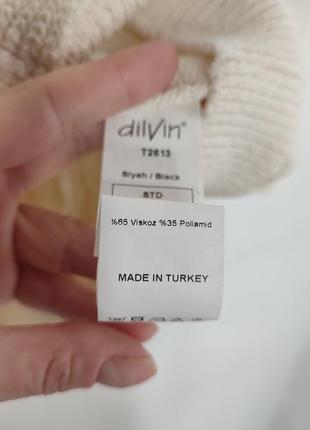 dilvin®
T2613
Siyah / Black
STD
%65 Viskoz %35 Poliamid
MADE IN TURKEY